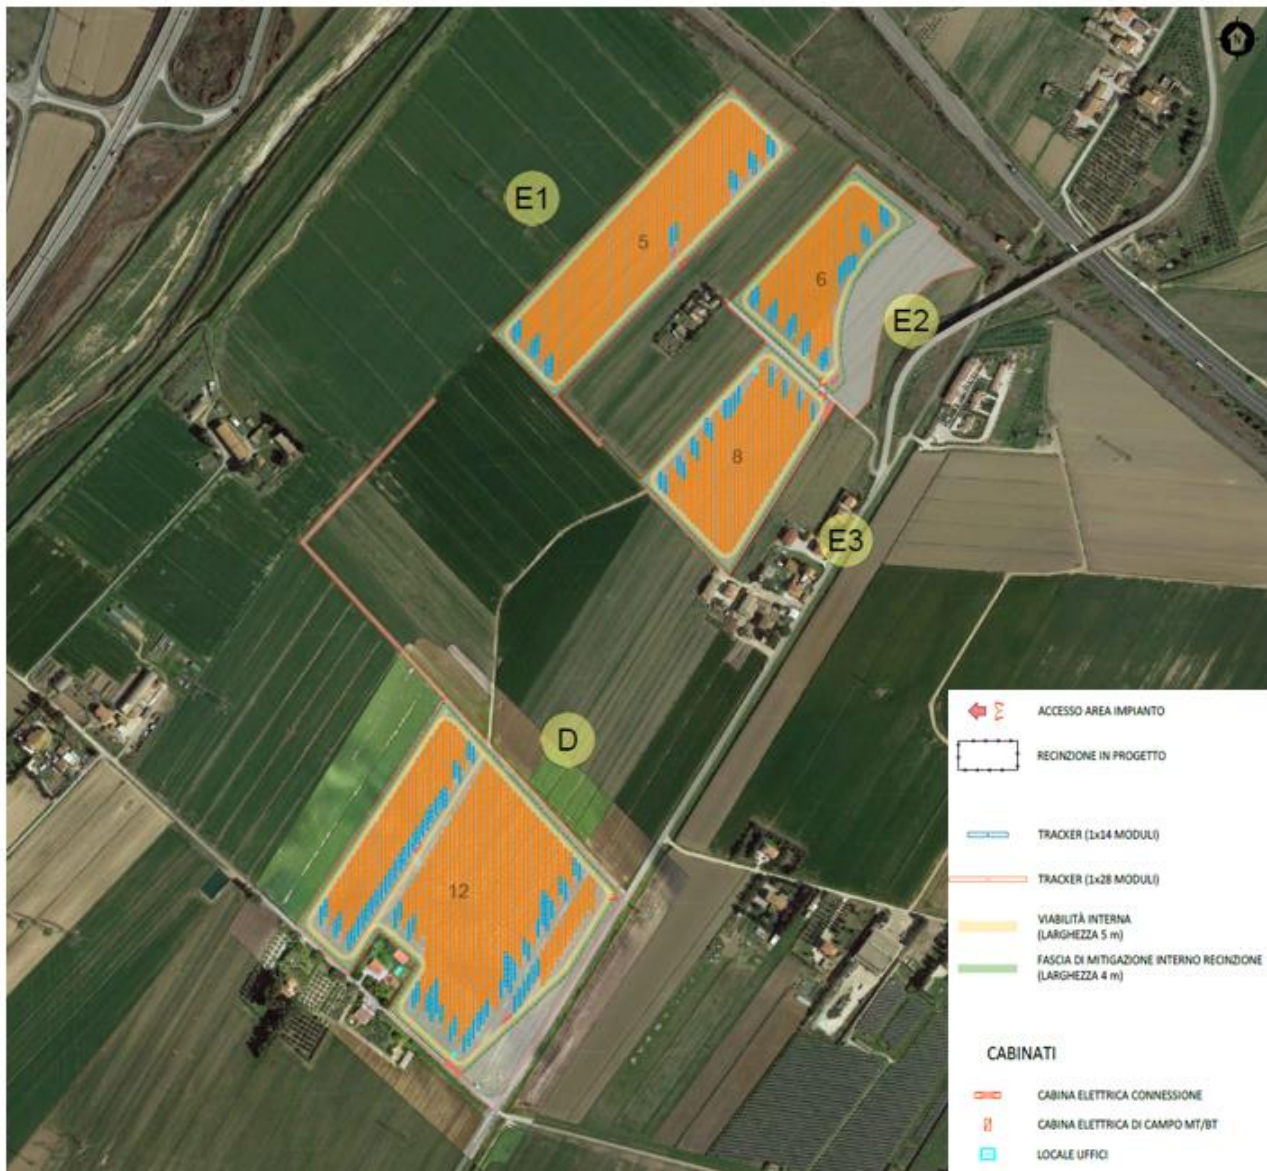 N
E1
5
6
E2
8
E3
D
12
ACCESSO AREA IMPIANTO
RECINZIONE IN PROGETTO
TRACKER (1x14 MODULI)
TRACKER (1x28 MODULI)
VIABILITÀ INTERNA
(LARGHEZZA 5 m)
FASCIA DI MITIGAZIONE INTERNO RECINZIONE
(LARGHEZZA 4 m)
CABINATI
CABINA ELETTRICA CONNESSIONE
CABINA ELETTRICA DI CAMPO MT/BT
LOCALE UFFICI